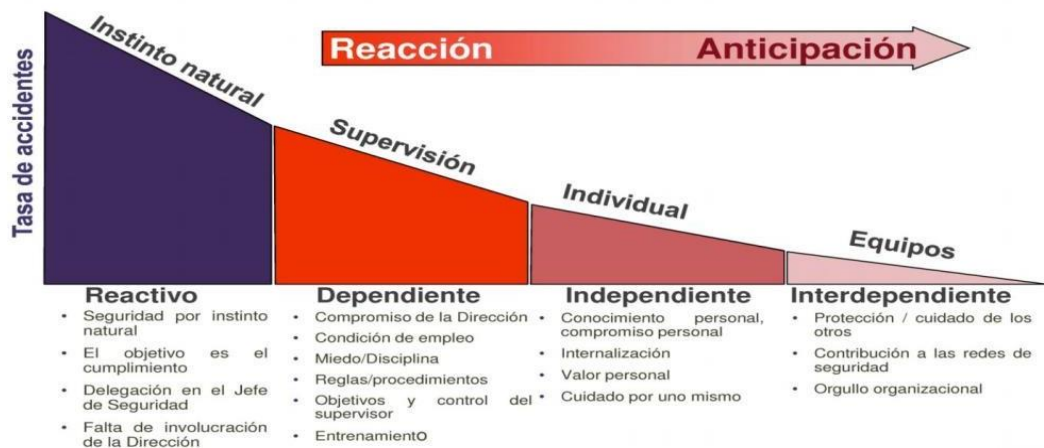 Instinto natural
Reacción
Anticipación
Tasa de accidentes
Supervisión
Individual
Equipos
Reactivo
• Seguridad por instinto
natural
• El objetivo es el
cumplimiento
• Delegación en el Jefe
de Seguridad
• Falta de involucración
de la Dirección
Dependiente
• Compromiso de la Dirección
• Condición de empleo
• Miedo/Disciplina
• Reglas/procedimientos
• Objetivos y control del
supervisor
• Entrenamiento
Independiente
• Conocimiento personal,
compromiso personal
• Internalización
• Valor personal
• Cuidado por uno mismo
Interdependiente
• Protección / cuidado de los
otros
• Contribución a las redes de
seguridad
• Orgullo organizacional